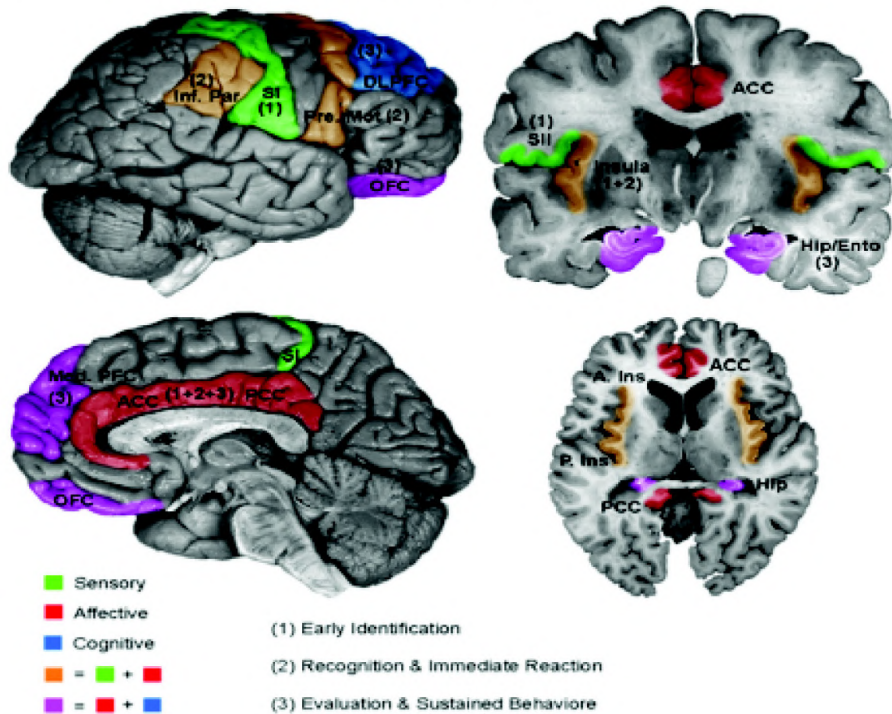 (3)
DLPFC
(2)
Inf. Par
SI
(1)
Pre. Mot (2)
(3)
OFC
ACC
(1)
SII
Insula
(1+2)
Hip/Ento
(3)
SI
Med. PFC
(3)
ACC (1+2+3) PCC
OFC
ACC
A. Ins
P. Ins
Hip
PCC
Sensory
Affective
Cognitive
= +
= +
(1) Early Identification
(2) Recognition & Immediate Reaction
(3) Evaluation & Sustained Behaviore